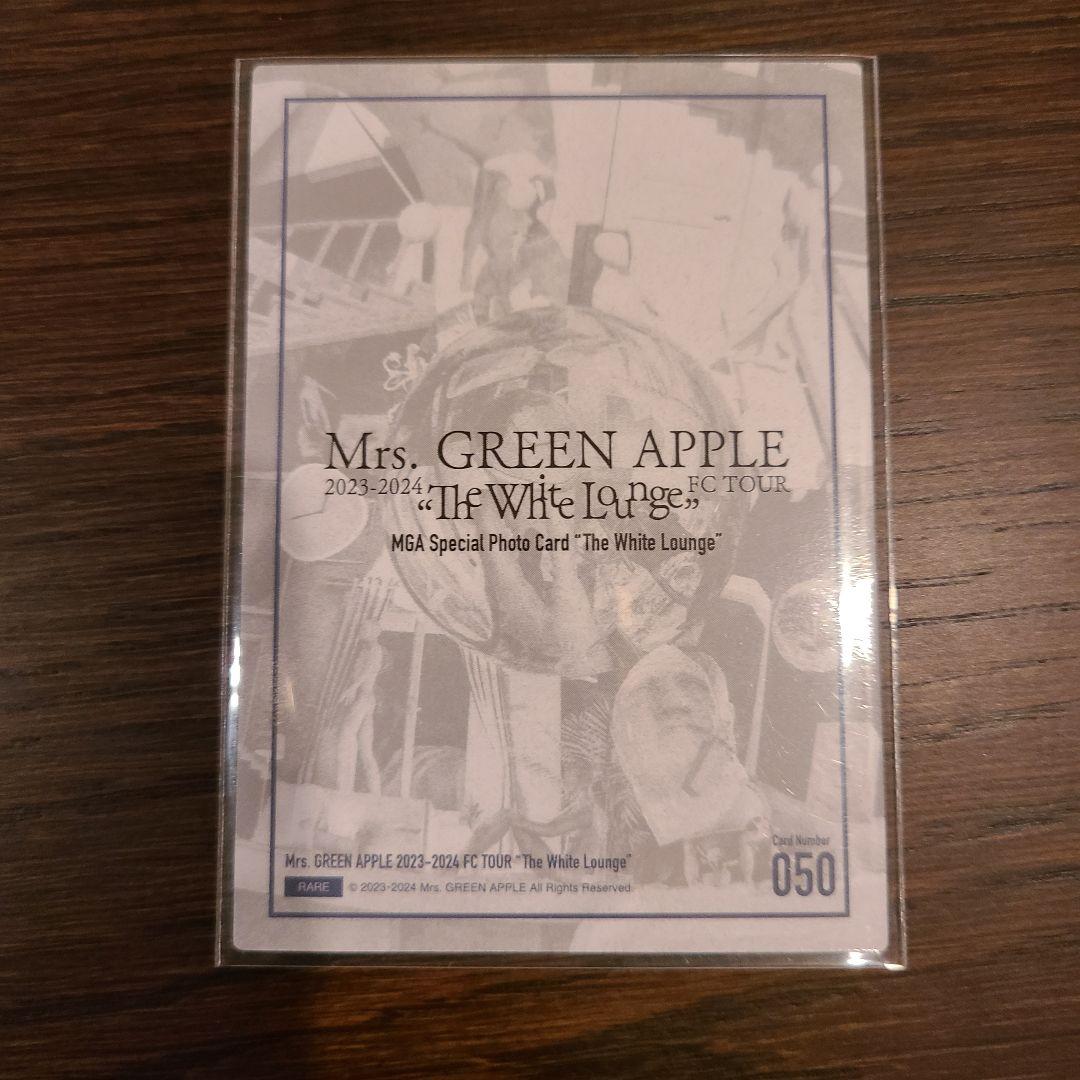 Mrs. GREEN APPLE
2023-2024 “The White Lounge” FC TOUR
MGA Special Photo Card “The White Lounge”
Mrs. GREEN APPLE 2023-2024 FC TOUR “The White Lounge”
RARE © 2023-2024 Mrs. GREEN APPLE All Rights Reserved.
Card Number
050